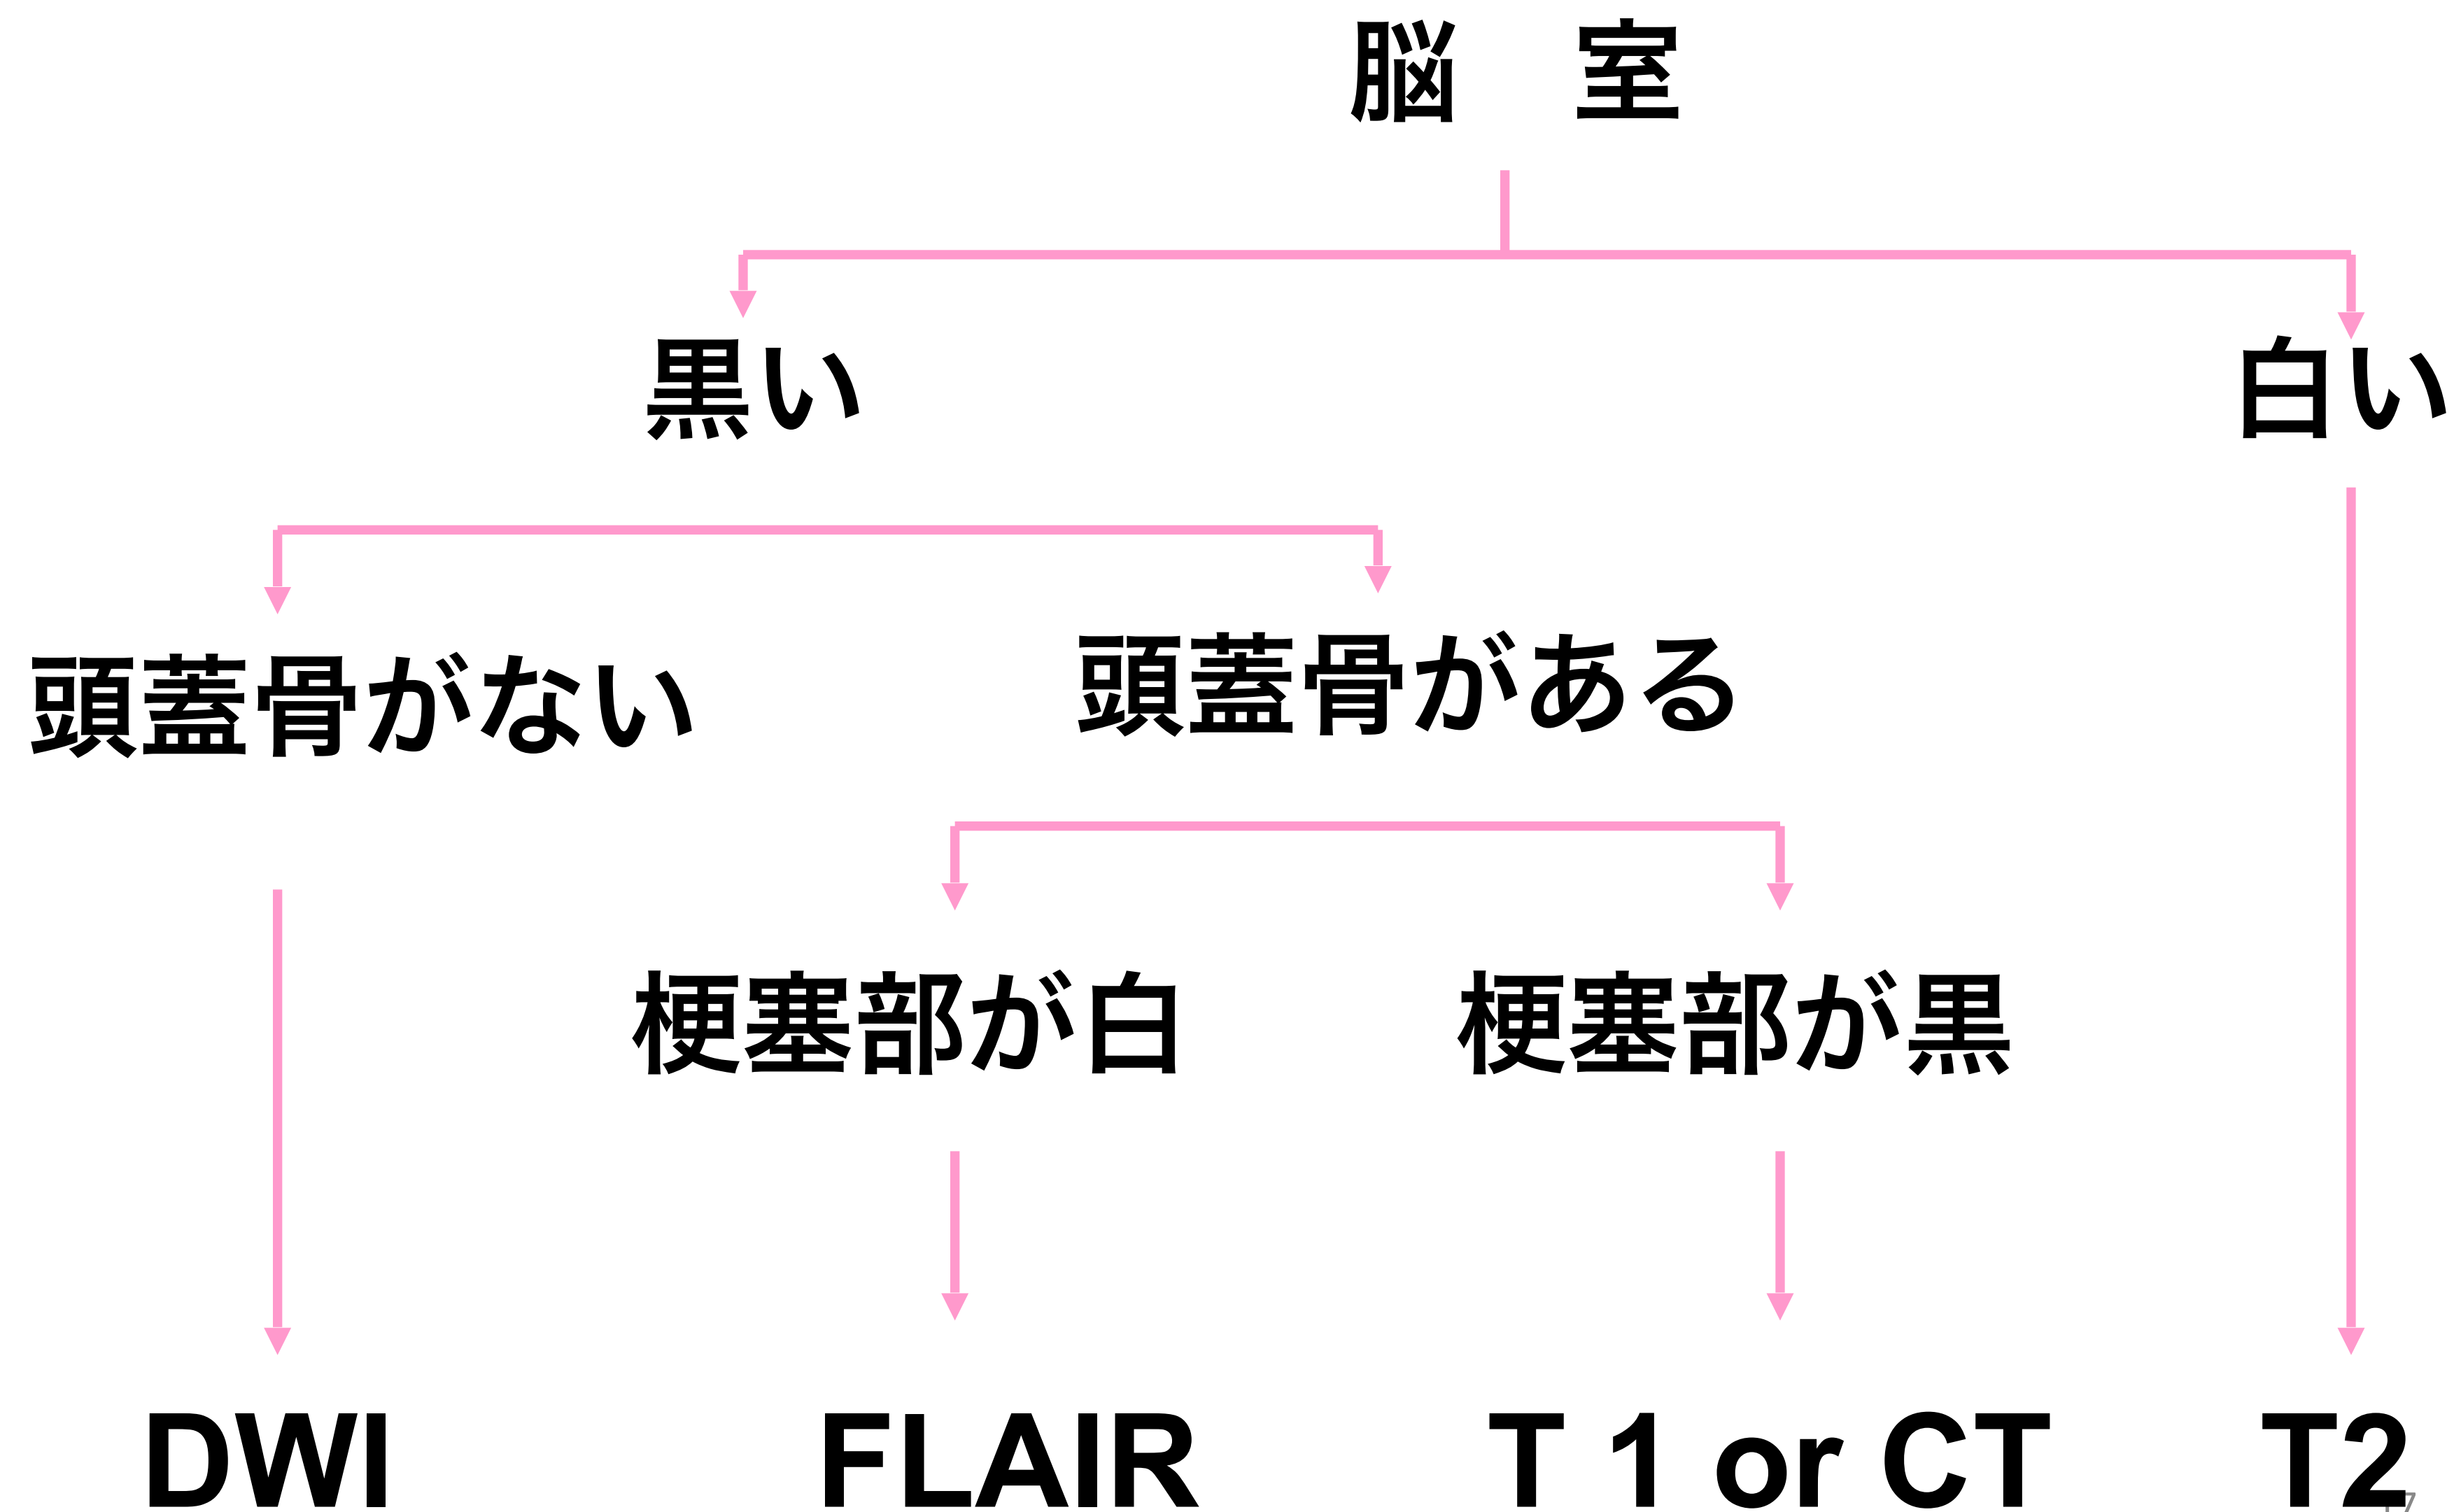 脳　室
黒い
白い
頭蓋骨がない
頭蓋骨がある
梗塞部が白
梗塞部が黒
DWI
FLAIR
T 1 or CT
T2